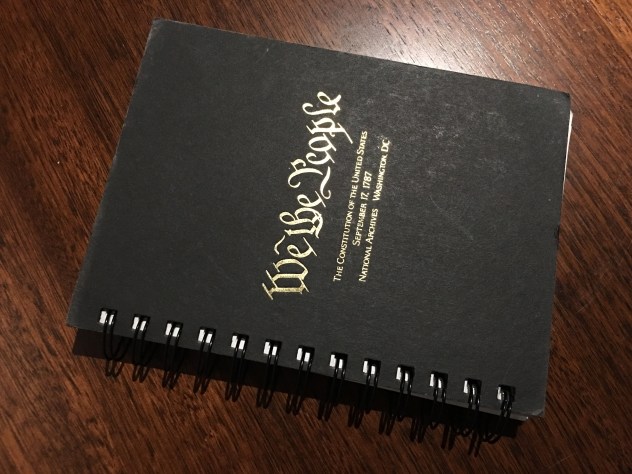 We the People
The Constitution of the United States
September 17, 1787
National Archives Washington, DC